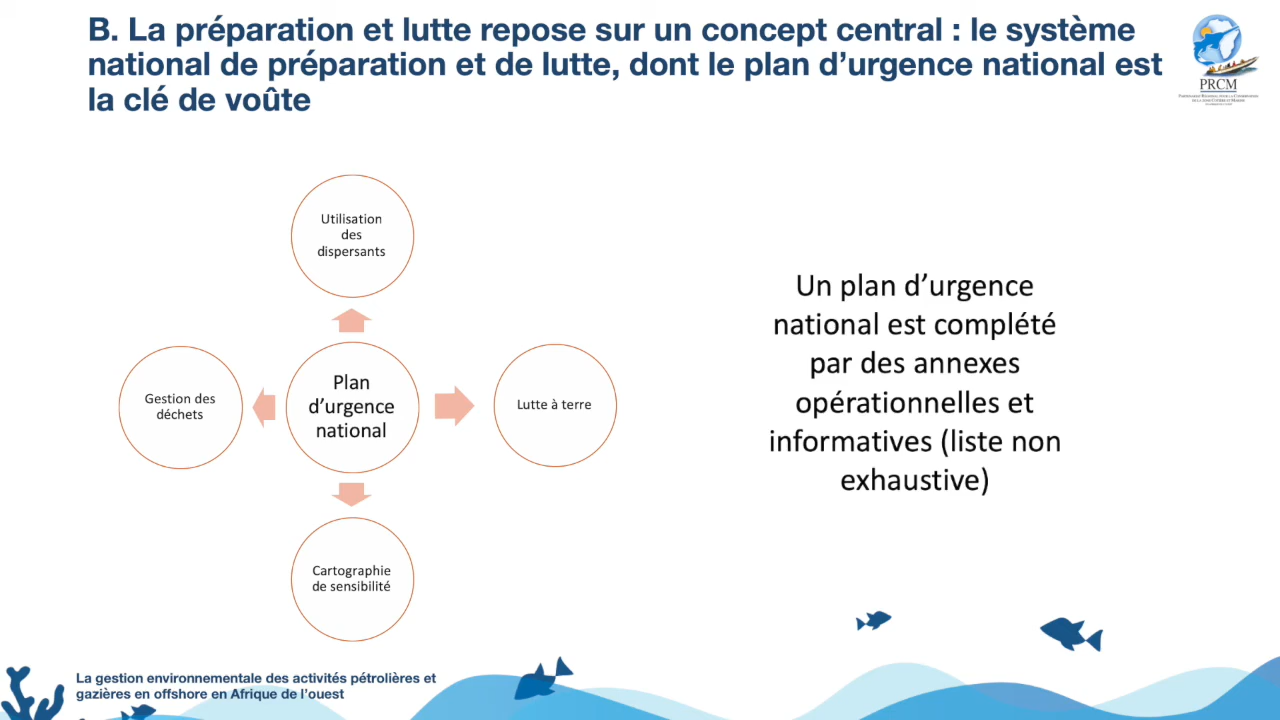 B. La préparation et lutte repose sur un concept central : le système
national de préparation et de lutte, dont le plan d’urgence national est
la clé de voûte
PRCM
Utilisation
des
dispersants
Gestion des
déchets
Plan
d’urgence
national
Lutte à terre
Cartographie
de sensibilité
Un plan d’urgence
national est complété
par des annexes
opérationnelles et
informatives (liste non
exhaustive)
La gestion environnementale des activités pétrolières et
gazières en offshore en Afrique de l’ouest